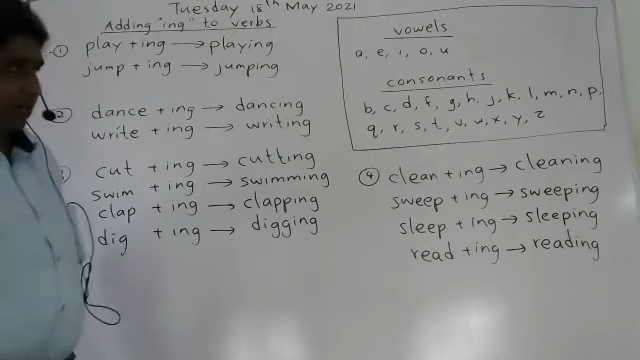 Tuesday 18th May 2021
Adding "ing" to verbs
① play + ing → playing
jump + ing → jumping
② dance + ing → dancing
write + ing → writing
3 cut + ing → cutting
swim + ing → swimming
clap + ing → clapping
dig + ing → digging
vowels
a, e, i, o, u
consonants
b, c, d, f, g, h, j, k, l, m, n, p,
q, r, s, t, v, w, x, y, z
④ clean + ing → cleaning
sweep + ing → sweeping
sleep + ing → sleeping
read + ing → reading